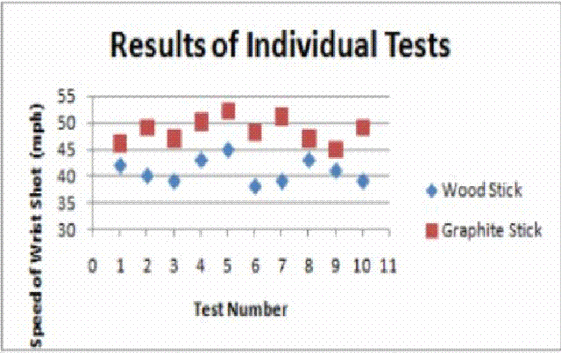 Results of Individual Tests
Speed of Wrist Shot (mph)
55
50
45
40
35
30
0 1 2 3 4 5 6 7 8 9 10 11
Test Number
Wood Stick
Graphite Stick